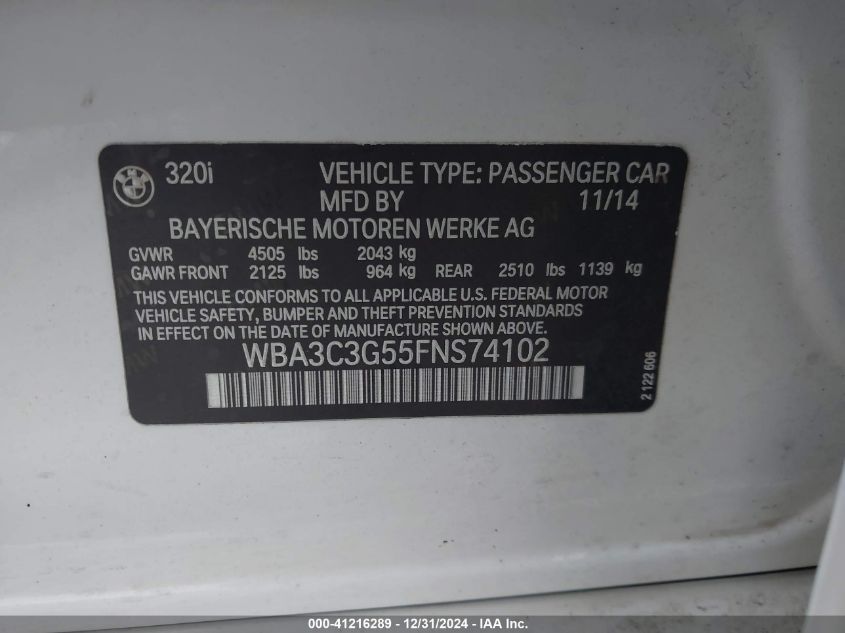 BMW 320i VEHICLE TYPE: PASSENGER CAR
MFD BY 11/14
BAYERISCHE MOTOREN WERKE AG
GVWR 4505 lbs 2043 kg
GAWR FRONT 2125 lbs 964 kg REAR 2510 lbs 1139 kg
THIS VEHICLE CONFORMS TO ALL APPLICABLE U.S. FEDERAL MOTOR
VEHICLE SAFETY, BUMPER AND THEFT PREVENTION STANDARDS
IN EFFECT ON THE DATE OF MANUFACTURE SHOWN ABOVE.
WBA3C3G55FNS74102
2 122 606
000-41216289 - 12/31/2024 - IAA Inc.